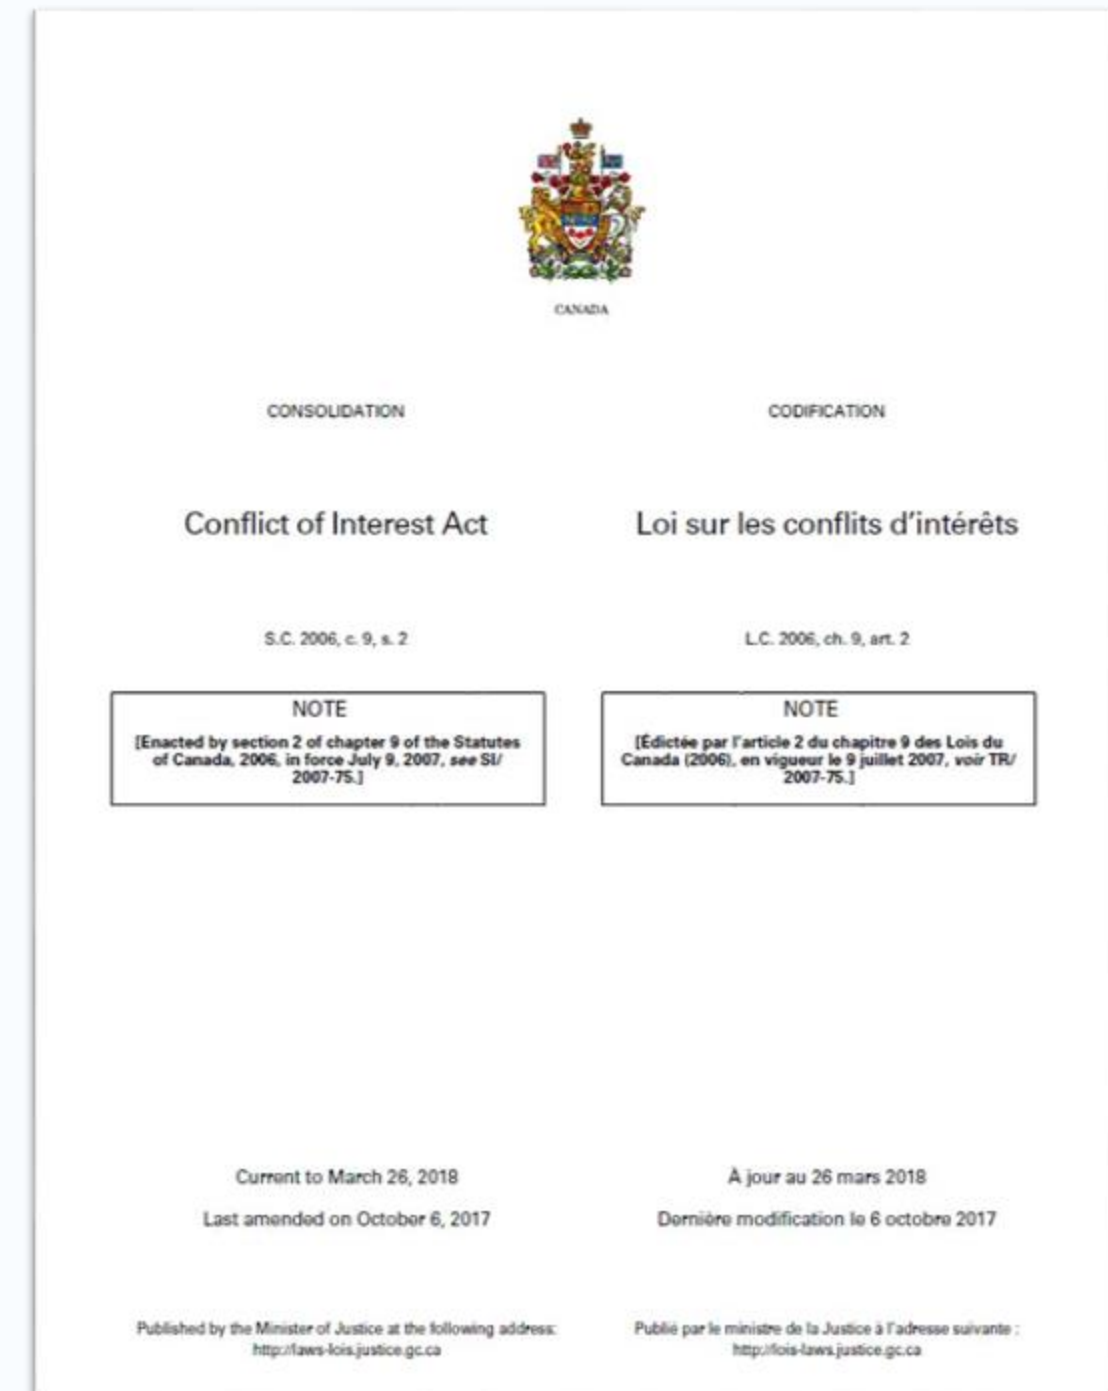 CANADA
CONSOLIDATION
CODIFICATION
Conflict of Interest Act
Loi sur les conflits d'intérêts
S.C. 2006, c. 9, s. 2
L.C. 2006, ch. 9, art. 2
NOTE
[Enacted by section 2 of chapter 9 of the Statutes
of Canada, 2006, in force July 9, 2007, see SI/
2007-75.]
NOTE
[Édictée par l'article 2 du chapitre 9 des Lois du
Canada (2006), en vigueur le 9 juillet 2007, voir TR/
2007-75.]
Current to March 26, 2018
Last amended on October 6, 2017
À jour au 26 mars 2018
Dernière modification le 6 octobre 2017
Published by the Minister of Justice at the following address:
http://laws-lois.justice.gc.ca
Publié par le ministre de la Justice à l'adresse suivante :
http://lois-laws.justice.gc.ca